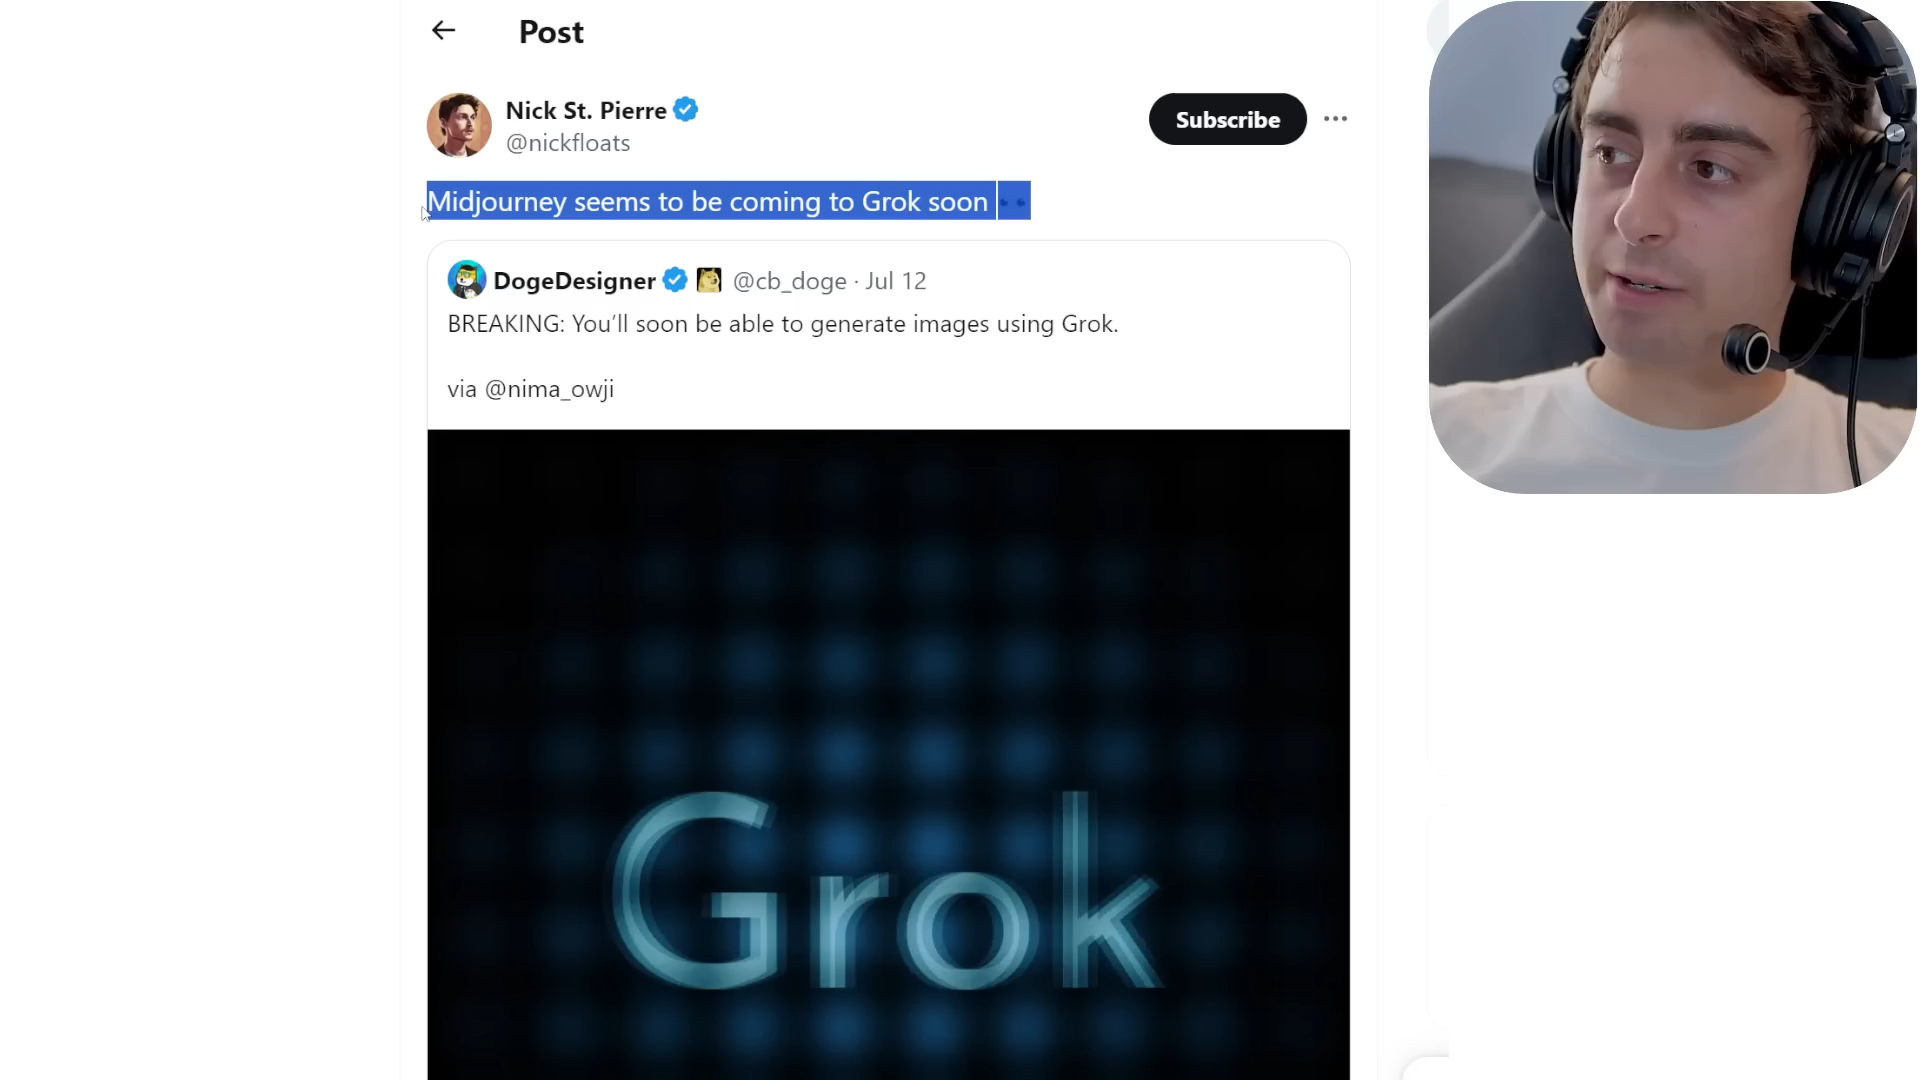 Post
Nick St. Pierre
@nickfloats
Subscribe
Midjourney seems to be coming to Grok soon 👀
DogeDesigner @cb_doge · Jul 12
BREAKING: You’ll soon be able to generate images using Grok.
via @nima_owji
Grok